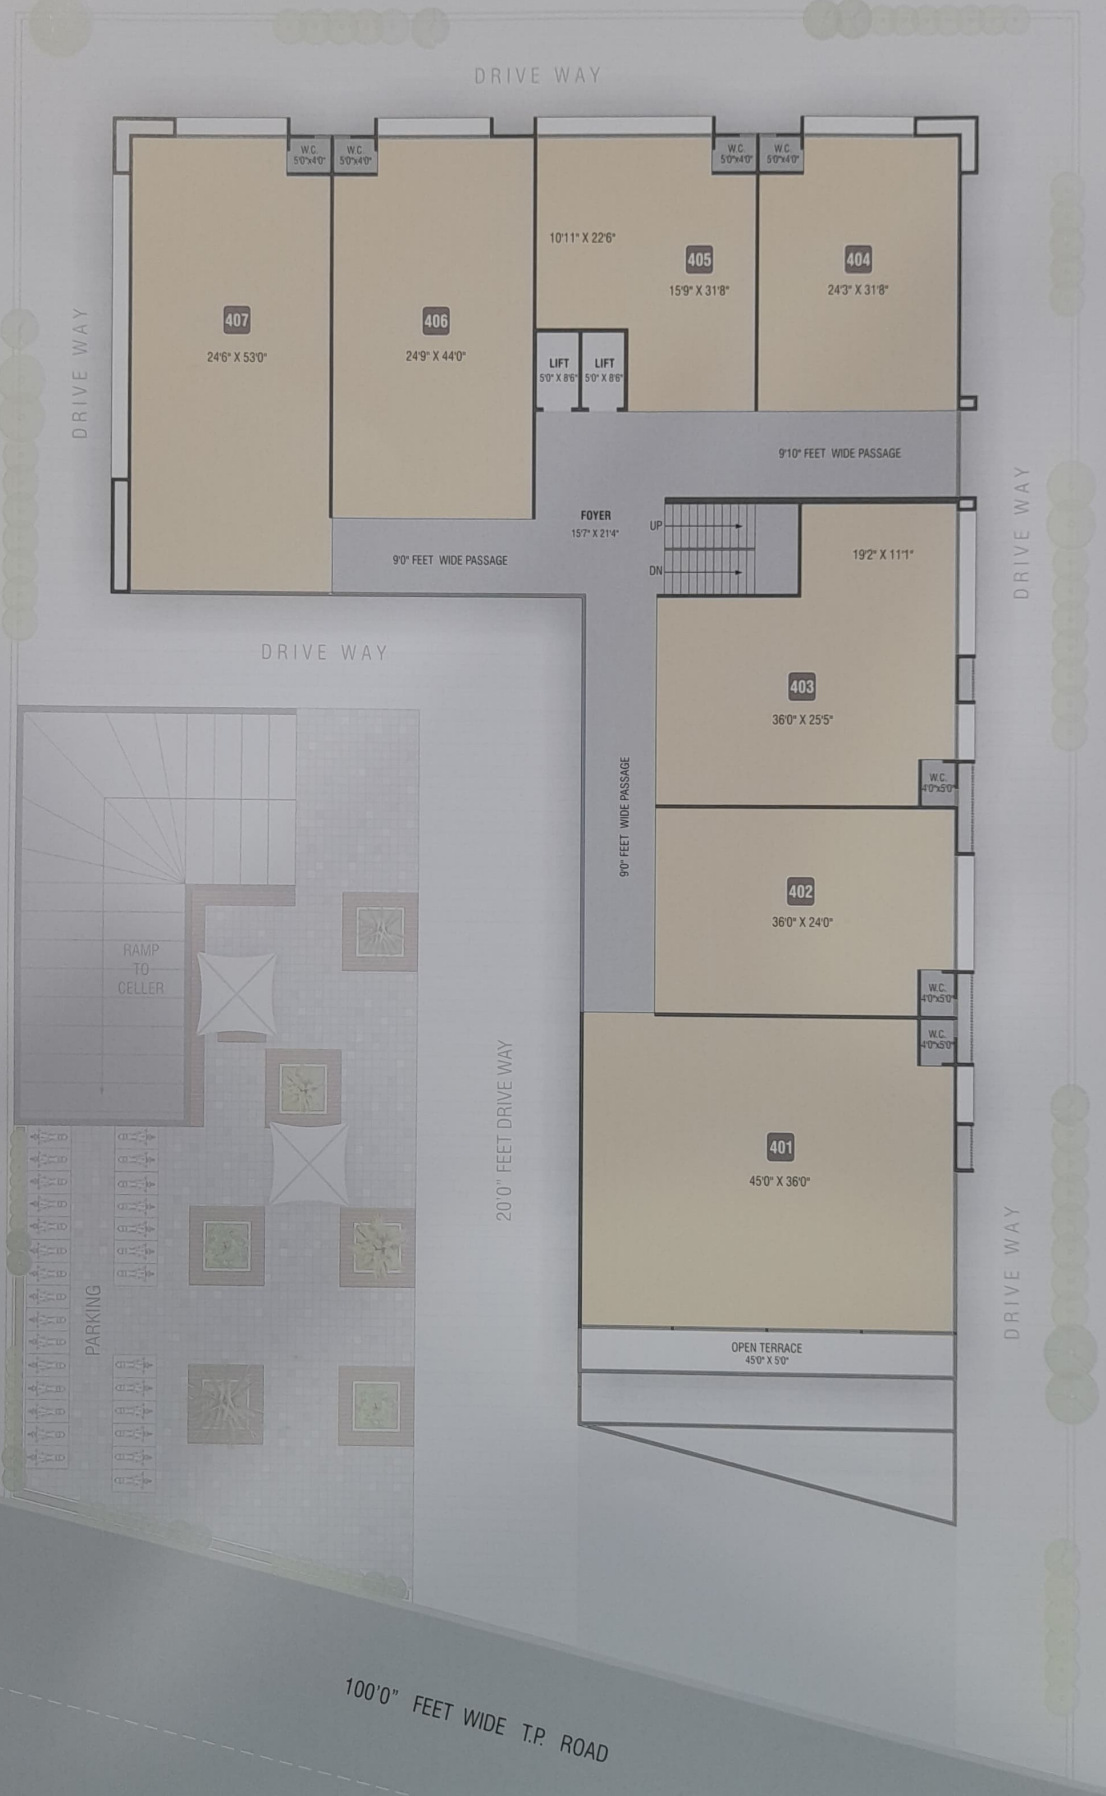 DRIVE WAY
W.C.
5'0"x4'0"
W.C.
5'0"x4'0"
W.C.
5'0"x4'0"
W.C.
5'0"x4'0"
10'11" X 22'6"
405
15'9" X 31'8"
404
24'3" X 31'8"
407
24'6" X 53'0"
406
24'9" X 44'0"
LIFT
5'0" X 8'6"
LIFT
5'0" X 8'6"
DRIVE WAY
9'10" FEET WIDE PASSAGE
FOYER
15'7" X 21'4"
UP
DN
9'0" FEET WIDE PASSAGE
19'2" X 11'1"
DRIVE WAY
DRIVE WAY
403
36'0" X 25'5"
W.C.
4'0"x5'0"
9'0" FEET WIDE PASSAGE
402
36'0" X 24'0"
W.C.
4'0"x5'0"
W.C.
4'0"x5'0"
RAMP
TO
CELLER
20'0" FEET DRIVE WAY
401
45'0" X 36'0"
DRIVE WAY
PARKING
OPEN TERRACE
45'0" X 5'0"
100'0" FEET WIDE T.P. ROAD